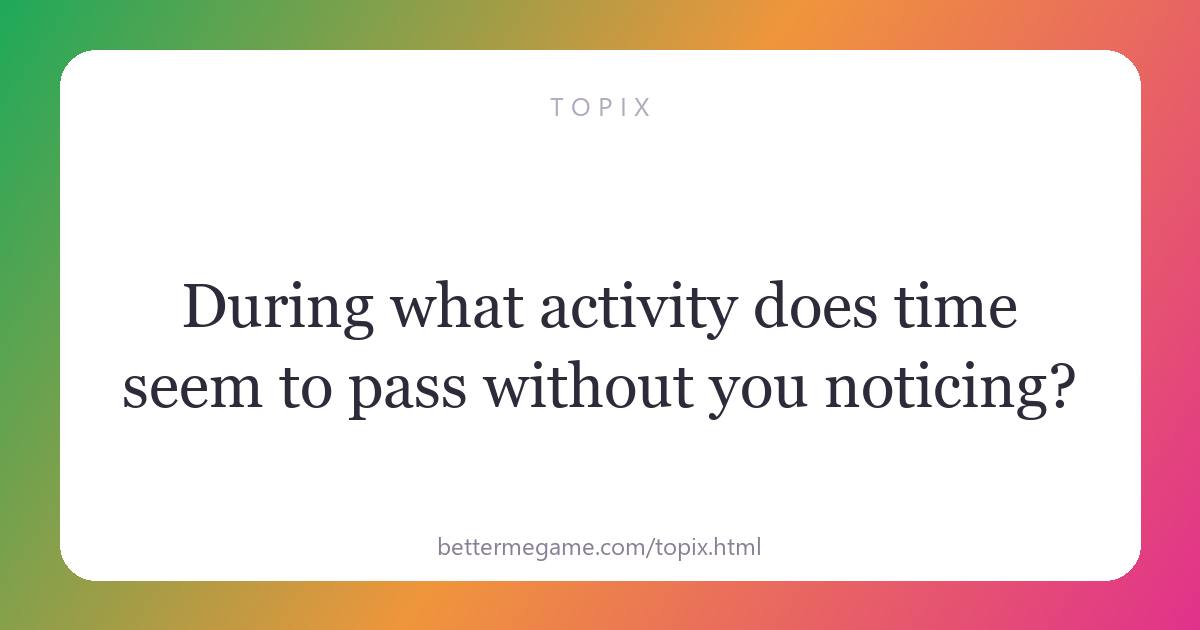 TOPIX
During what activity does time
seem to pass without you noticing?
bettermegame.com/topix.html